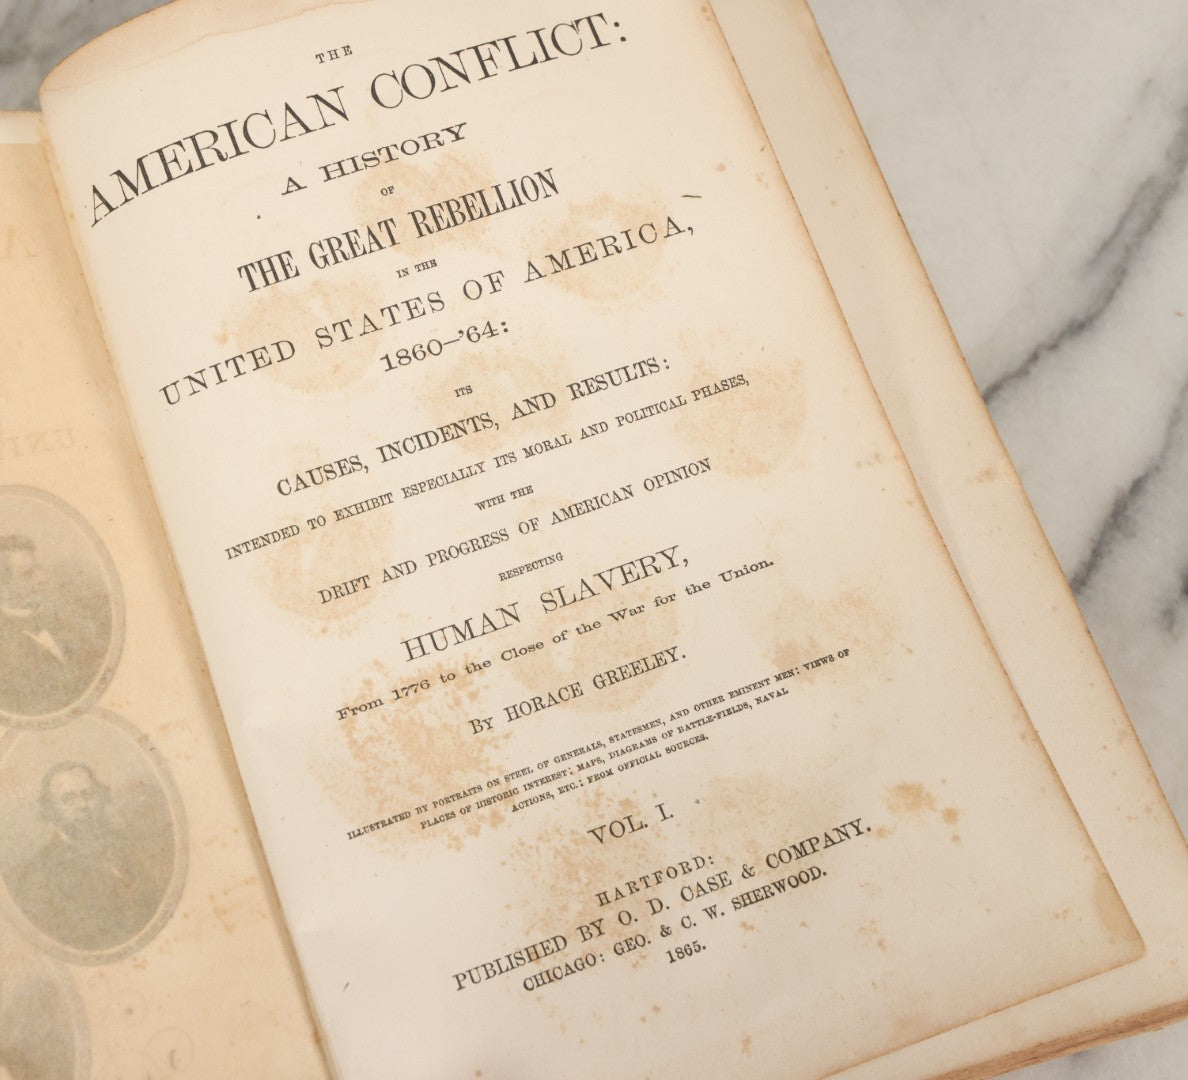 THE
AMERICAN CONFLICT:
A HISTORY
OF
THE GREAT REBELLION
IN THE
UNITED STATES OF AMERICA,
1860-'64:
ITS
CAUSES, INCIDENTS, AND RESULTS:
INTENDED TO EXHIBIT ESPECIALLY ITS MORAL AND POLITICAL PHASES,
WITH THE
DRIFT AND PROGRESS OF AMERICAN OPINION
RESPECTING
HUMAN SLAVERY,
From 1776 to the Close of the War for the Union.
By HORACE GREELEY.
ILLUSTRATED BY PORTRAITS ON STEEL OF GENERALS, STATESMEN, AND OTHER EMINENT MEN: VIEWS OF
PLACES OF HISTORIC INTEREST: MAPS, DIAGRAMS OF BATTLE-FIELDS, NAVAL
ACTIONS, ETC.: FROM OFFICIAL SOURCES.
VOL. I.
HARTFORD:
PUBLISHED BY O. D. CASE & COMPANY.
CHICAGO: GEO. & C. W. SHERWOOD.
1865.